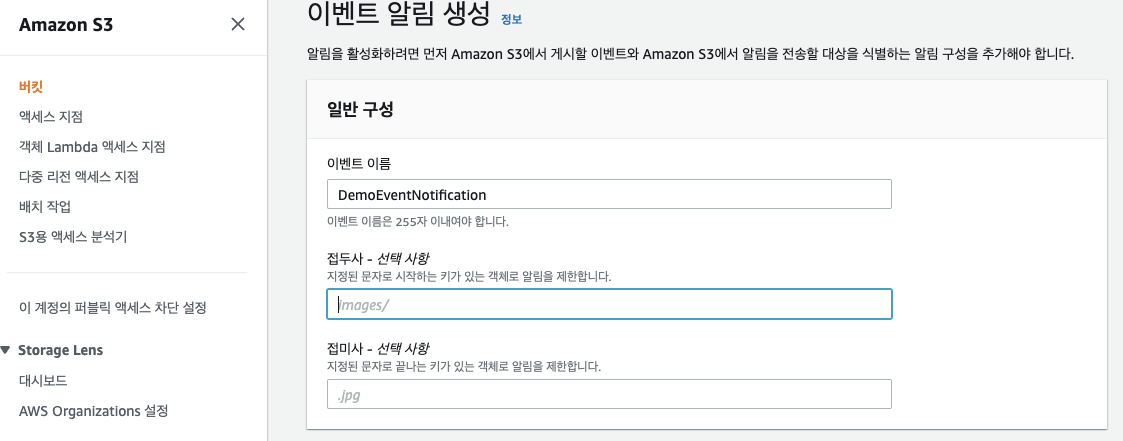 Amazon S3
버킷
액세스 지점
객체 Lambda 액세스 지점
다중 리전 액세스 지점
배치 작업
S3용 액세스 분석기
이 계정의 퍼블릭 액세스 차단 설정
Storage Lens
대시보드
AWS Organizations 설정
이벤트 알림 생성 정보
알림을 활성화하려면 먼저 Amazon S3에서 게시할 이벤트와 Amazon S3에서 알림을 전송할 대상을 식별하는 알림 구성을 추가해야 합니다.
일반 구성
이벤트 이름
DemoEventNotification
이벤트 이름은 255자 이내여야 합니다.
접두사 - 선택 사항
지정된 문자로 시작하는 키가 있는 객체로 알림을 제한합니다.
images/
접미사 - 선택 사항
지정된 문자로 끝나는 키가 있는 객체로 알림을 제한합니다.
.jpg